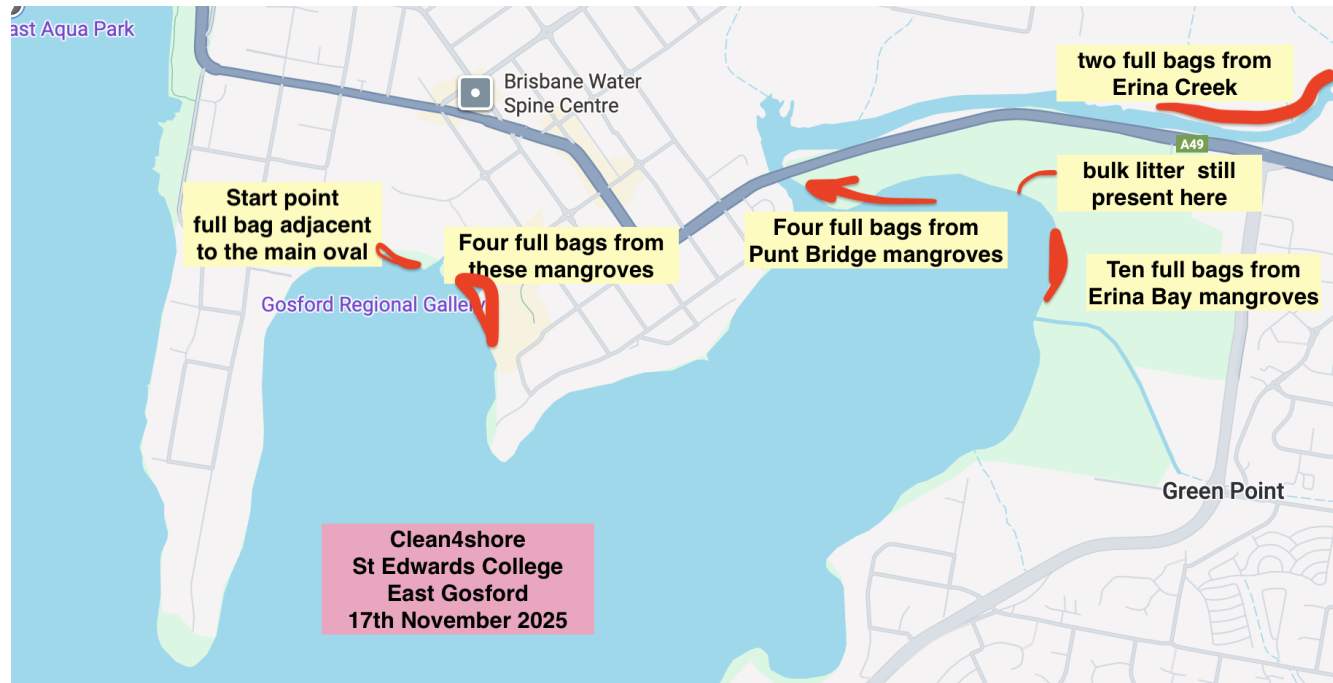 ast Aqua Park
Brisbane Water
Spine Centre
two full bags from
Erina Creek
A49
bulk litter still
present here
Start point
full bag adjacent
to the main oval
Four full bags from
these mangroves
Four full bags from
Punt Bridge mangroves
Ten full bags from
Erina Bay mangroves
Gosford Regional Gallery
Green Point
Clean4shore
St Edwards College
East Gosford
17th November 2025